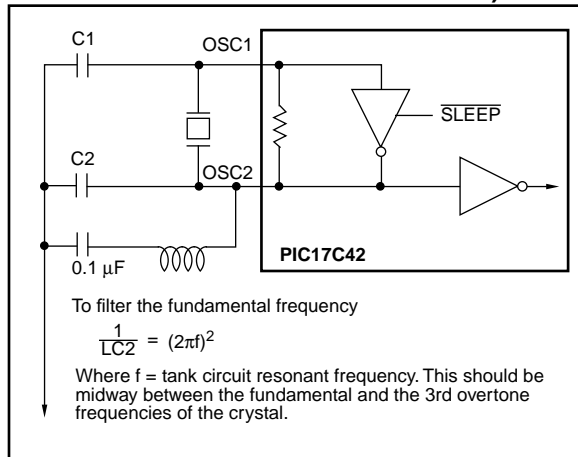 C1
OSC1
SLEEP
C2
OSC2
0.1 µF
PIC17C42
To filter the fundamental frequency
1
LC2 = (2πf)2
Where f = tank circuit resonant frequency. This should be
midway between the fundamental and the 3rd overtone
frequencies of the crystal.